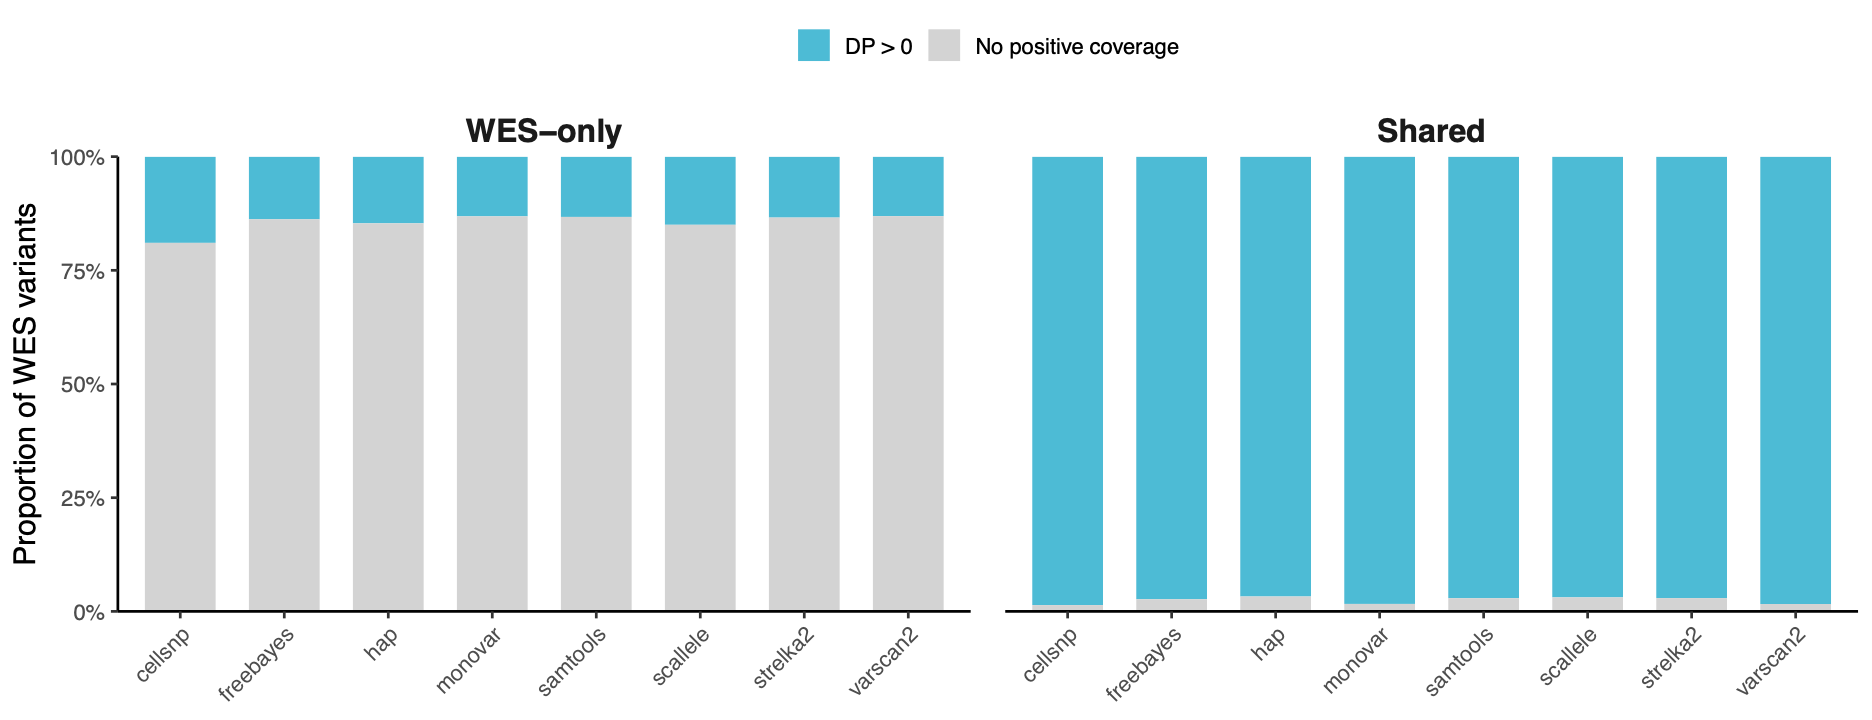 DP > 0 No positive coverage
WES–only Shared
Proportion of WES variants
100%
75%
50%
25%
0%
cellsnp freebayes hap monovar samtools scallele strelka2 varscan2
cellsnp freebayes hap monovar samtools scallele strelka2 varscan2